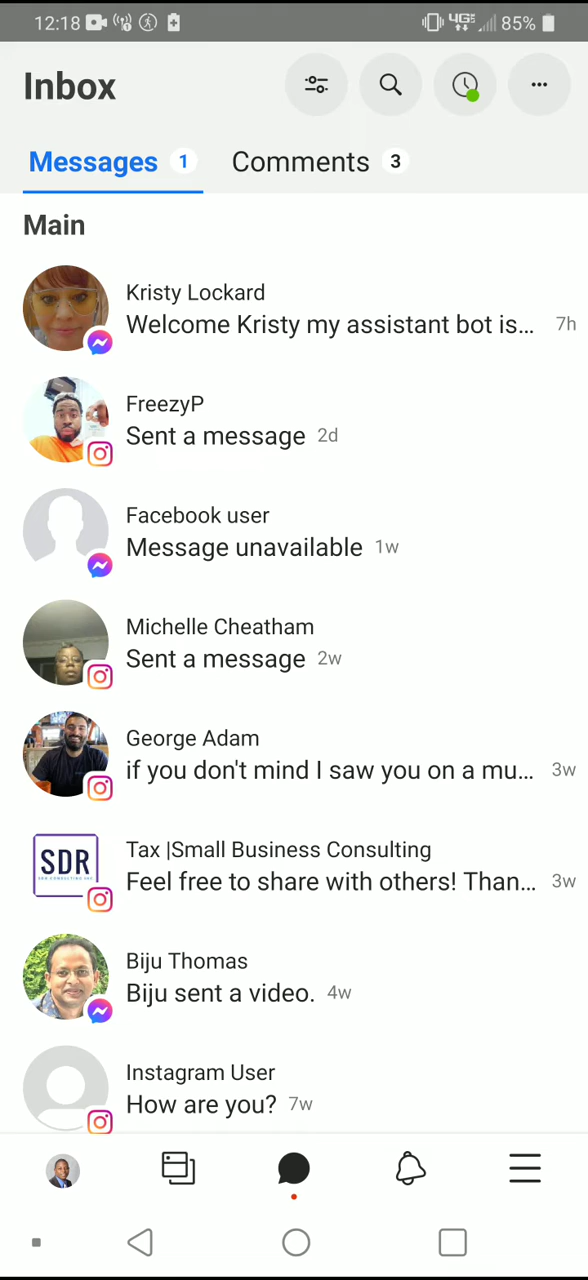 12:18 4GE 85%
Inbox
Messages 1 Comments 3
Main
Kristy Lockard
Welcome Kristy my assistant bot is... 7h
FreezyP
Sent a message 2d
Facebook user
Message unavailable 1w
Michelle Cheatham
Sent a message 2w
George Adam
if you don't mind I saw you on a mu... 3w
SDR
Tax |Small Business Consulting
Feel free to share with others! Than... 3w
Biju Thomas
Biju sent a video. 4w
Instagram User
How are you? 7w